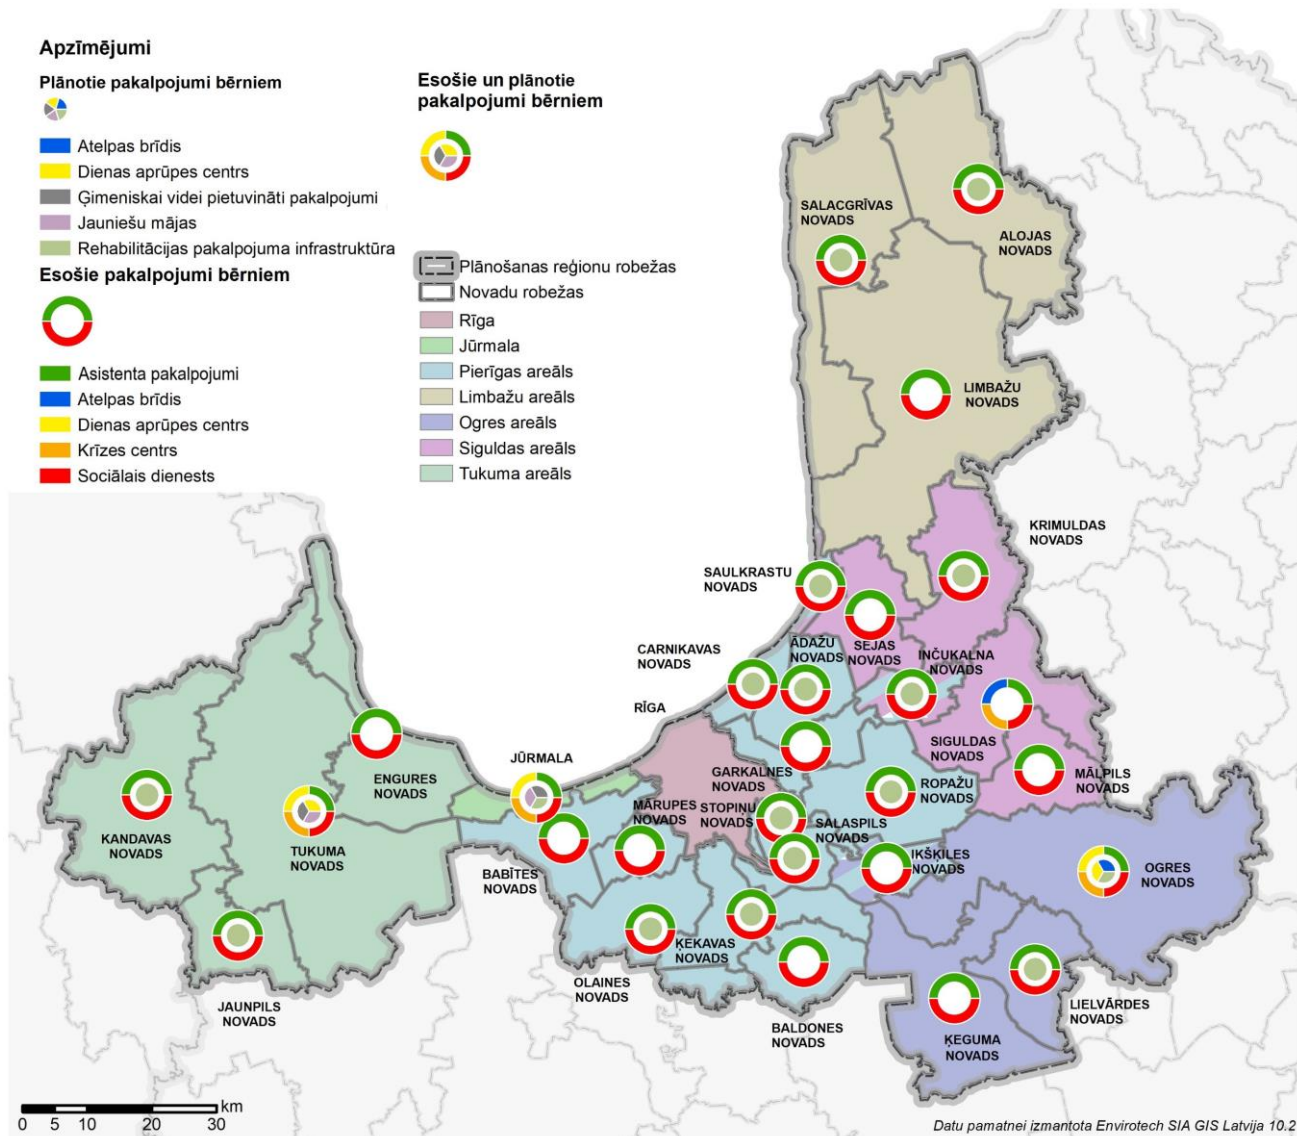 Apzīmējumi
Plānotie pakalpojumi bērniem
Atelpas brīdis
Dienas aprūpes centrs
Ģimeniskai videi pietuvināti pakalpojumi
Jauniešu mājas
Rehabilitācijas pakalpojuma infrastruktūra
Esošie pakalpojumi bērniem
Asistenta pakalpojumi
Atelpas brīdis
Dienas aprūpes centrs
Krīzes centrs
Sociālais dienests
Esošie un plānotie
pakalpojumi bērniem
Plānošanas reģionu robežas
Novadu robežas
Rīga
Jūrmala
Pierīgas areāls
Limbažu areāls
Ogres areāls
Siguldas areāls
Tukuma areāls
SALACGRĪVAS
NOVADS
ALOJAS
NOVADS
LIMBAŽU
NOVADS
KRIMULDAS
NOVADS
SAULKRASTU
NOVADS
SĒJAS
NOVADS
INČUKALNA
NOVADS
ĀDAŽU
NOVADS
CARNIKAVAS
NOVADS
RĪGA
JŪRMALA
SIGULDAS
NOVADS
MĀLPILS
NOVADS
GARKALNES
NOVADS
ROPAŽU
NOVADS
MĀRUPES
NOVADS
STOPIŅU
NOVADS
SALASPILS
NOVADS
IKŠĶILES
NOVADS
OGRES
NOVADS
ENGURES
NOVADS
KANDAVAS
NOVADS
TUKUMA
NOVADS
BABĪTES
NOVADS
JAUNPILS
NOVADS
OLAINES
NOVADS
ĶEKAVAS
NOVADS
BALDONES
NOVADS
ĶEGUMA
NOVADS
LIELVĀRDES
NOVADS
km
0 5 10 20 30
Datu pamatnei izmantota Envirotech SIA GIS Latvija 10.2